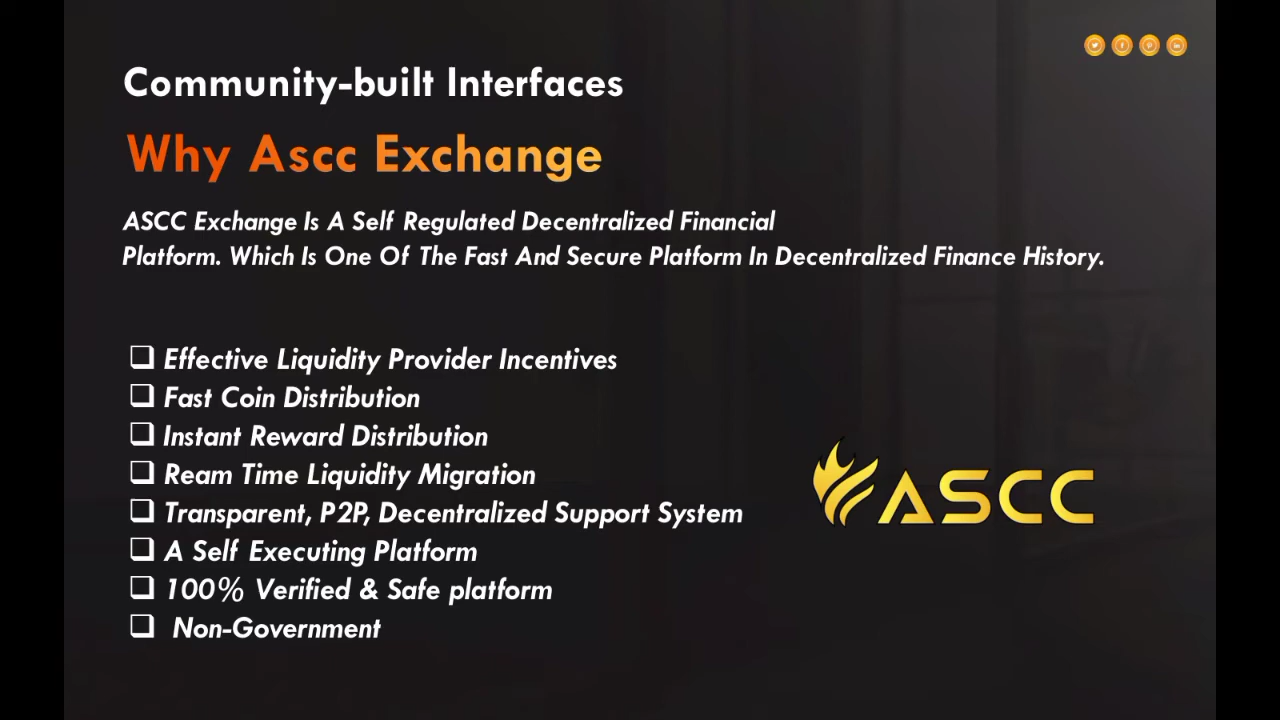 Community-built Interfaces
Why Ascc Exchange
ASCC Exchange Is A Self Regulated Decentralized Financial
Platform. Which Is One Of The Fast And Secure Platform In Decentralized Finance History.
Effective Liquidity Provider Incentives
Fast Coin Distribution
Instant Reward Distribution
Ream Time Liquidity Migration
Transparent, P2P, Decentralized Support System
A Self Executing Platform
100% Verified & Safe platform
Non-Government
ASCC